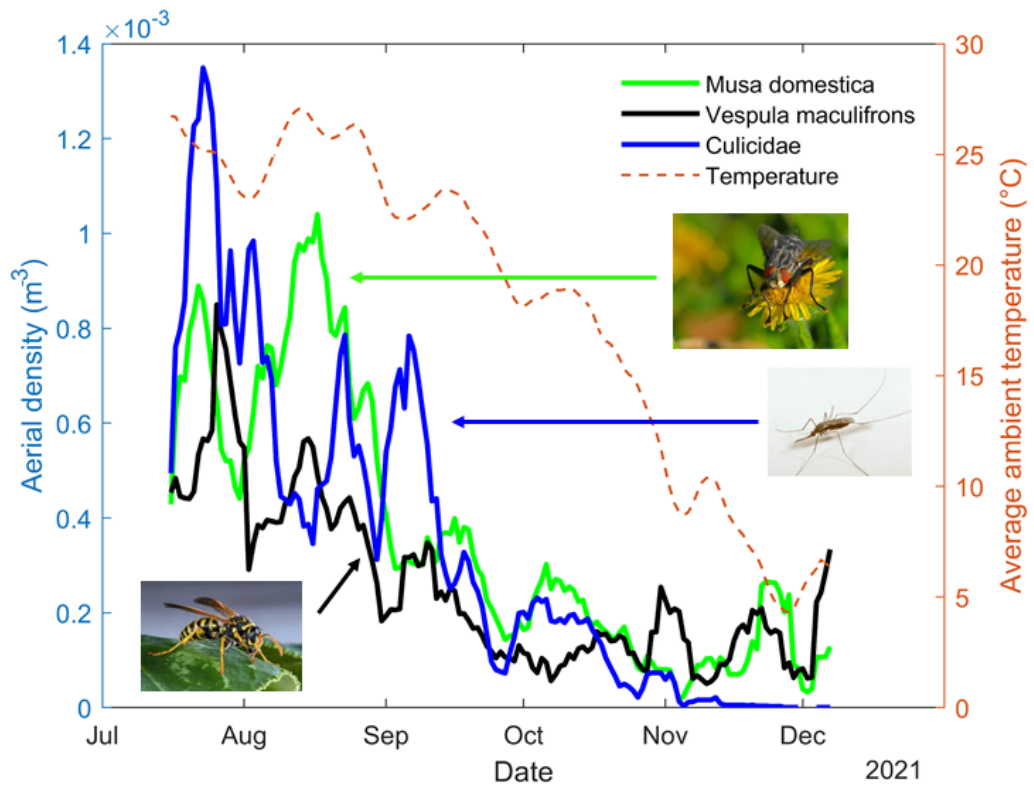 ×10⁻³
1.4
1.2
1
0.8
0.6
0.4
0.2
0
Aerial density (m⁻³)
30
25
20
15
10
5
0
Average ambient temperature (°C)
Musa domestica
Vespula maculifrons
Culicidae
Temperature
Jul Aug Sep Oct Nov Dec
Date
2021